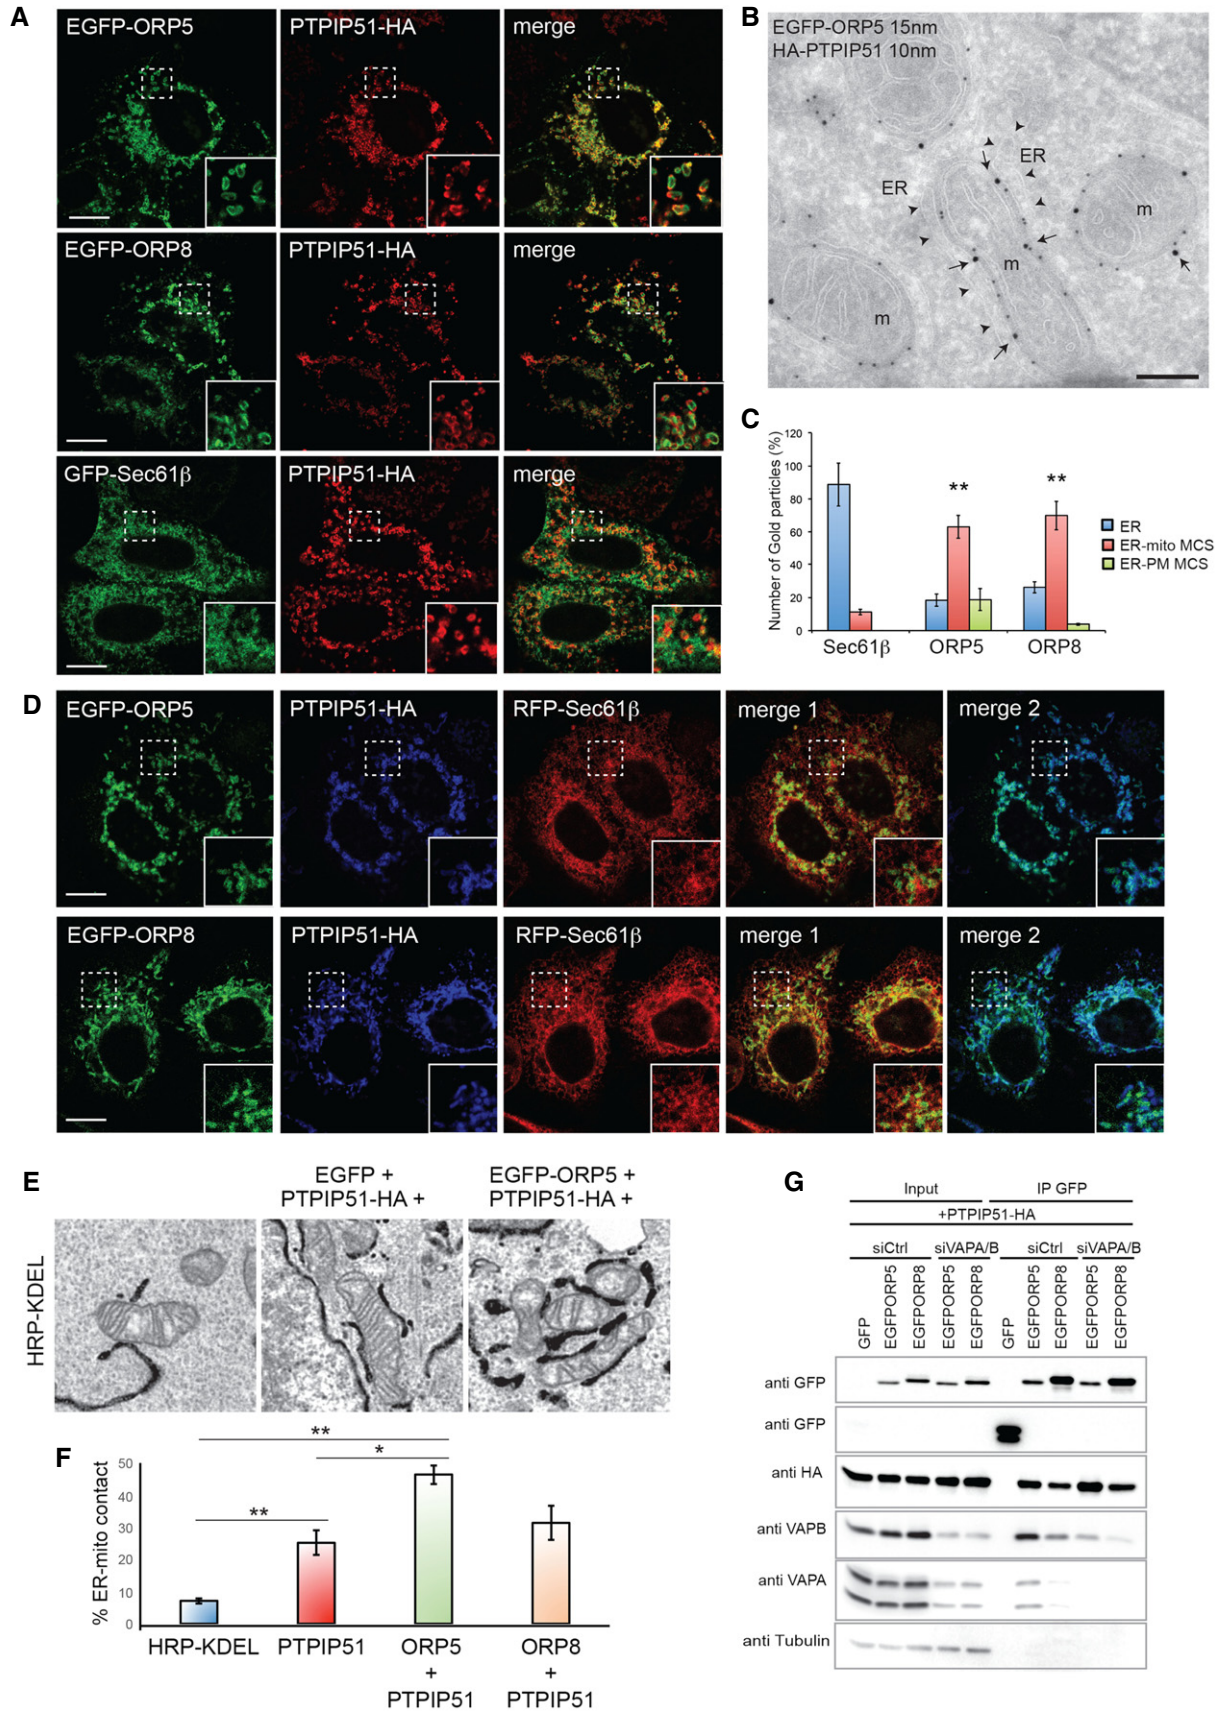 A
EGFP-ORP5
PTPIP51-HA
merge
EGFP-ORP8
PTPIP51-HA
merge
GFP-Sec61β
PTPIP51-HA
merge
B
EGFP-ORP5 15nm
HA-PTPIP51 10nm
ER
ER
m
m
m
C
Number of Gold particles (%)
120
100
80
60
40
20
0
**
**
Sec61β
ORP5
ORP8
ER
ER-mito MCS
ER-PM MCS
D
EGFP-ORP5
PTPIP51-HA
RFP-Sec61β
merge 1
merge 2
EGFP-ORP8
PTPIP51-HA
RFP-Sec61β
merge 1
merge 2
E
EGFP +
PTPIP51-HA +
EGFP-ORP5 +
PTPIP51-HA +
HRP-KDEL
F
% ER-mito contact
50
40
30
20
10
0
**
*
**
HRP-KDEL
PTPIP51
ORP5
+
PTPIP51
ORP8
+
PTPIP51
G
Input
IP GFP
+PTPIP51-HA
siCtrl
siVAPA/B
siCtrl
siVAPA/B
GFP
EGFPORP5
EGFPORP8
EGFPORP5
EGFPORP8
GFP
EGFPORP5
EGFPORP8
EGFPORP5
EGFPORP8
anti GFP
anti GFP
anti HA
anti VAPB
anti VAPA
anti Tubulin